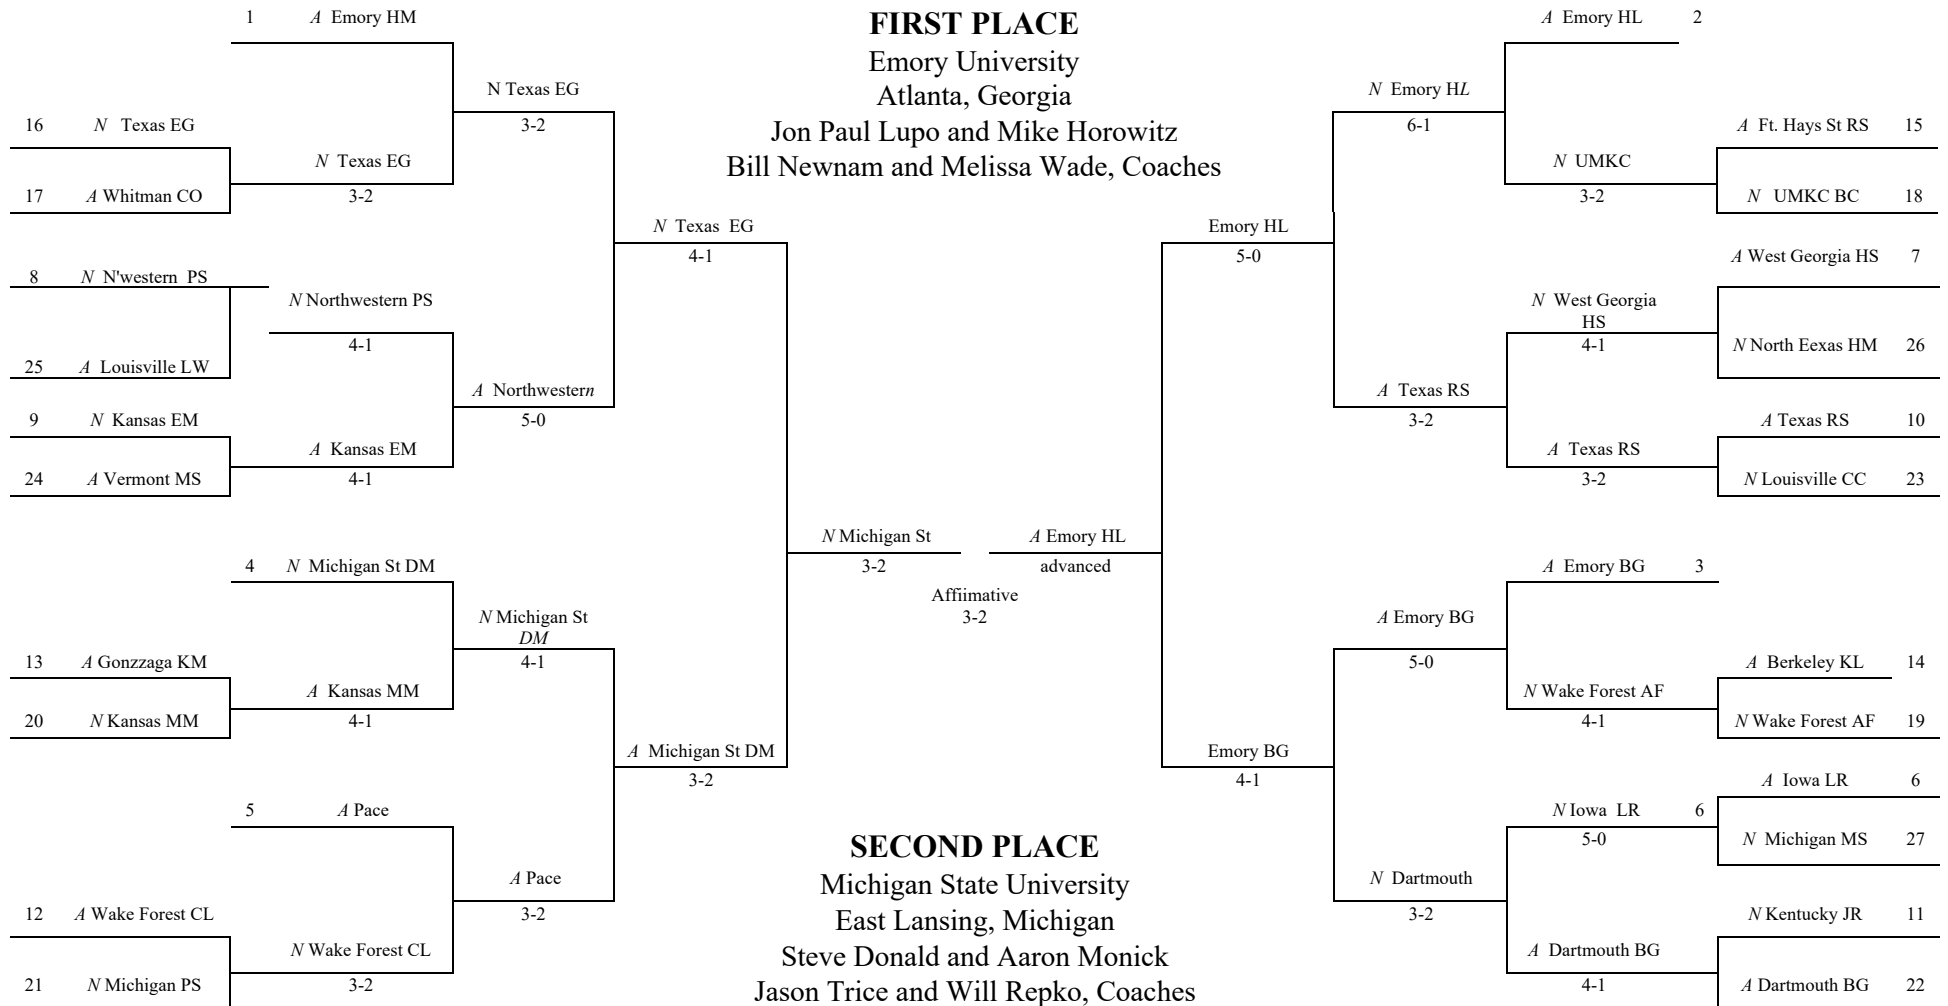 1 A Emory HM
16 N Texas EG
17 A Whitman CO
N Texas EG
3-2
N Texas EG
3-2
8 N N'western PS
25 A Louisville LW
N Northwestern PS
4-1
9 N Kansas EM
24 A Vermont MS
A Kansas EM
4-1
A Northwestern
5-0
N Texas EG
4-1
4 N Michigan St DM
13 A Gonzzaga KM
20 N Kansas MM
A Kansas MM
4-1
N Michigan St
DM
4-1
5 A Pace
12 A Wake Forest CL
21 N Michigan PS
N Wake Forest CL
3-2
A Pace
3-2
A Michigan St DM
3-2
N Michigan St
3-2
FIRST PLACE
Emory University
Atlanta, Georgia
Jon Paul Lupo and Mike Horowitz
Bill Newnam and Melissa Wade, Coaches
A Emory HL
advanced
Affiimative
3-2
SECOND PLACE
Michigan State University
East Lansing, Michigan
Steve Donald and Aaron Monick
Jason Trice and Will Repko, Coaches
Emory HL
5-0
N Emory HL
6-1
A Emory HL 2
N UMKC
3-2
A Ft. Hays St RS 15
N UMKC BC 18
A West Georgia HS 7
N West Georgia
HS
4-1
N North Eexas HM 26
A Texas RS
3-2
A Texas RS
3-2
A Texas RS 10
N Louisville CC 23
Emory BG
4-1
A Emory BG
5-0
A Emory BG 3
N Wake Forest AF
4-1
A Berkeley KL 14
N Wake Forest AF 19
N Dartmouth
3-2
N Iowa LR 6
5-0
A Iowa LR 6
N Michigan MS 27
A Dartmouth BG
4-1
N Kentucky JR 11
A Dartmouth BG 22